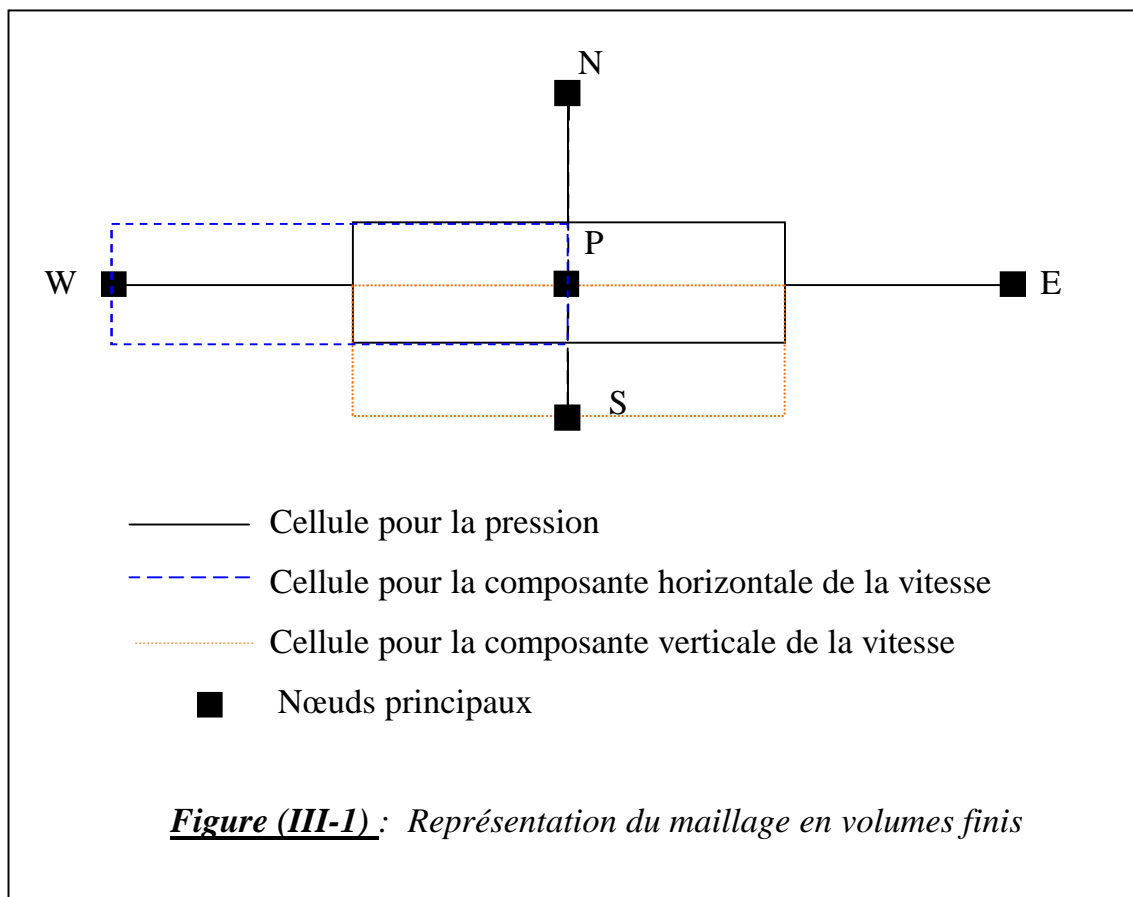 N
P
W
E
S
Cellule pour la pression
Cellule pour la composante horizontale de la vitesse
Cellule pour la composante verticale de la vitesse
Nœuds principaux
Figure (III-1) : Représentation du maillage en volumes finis